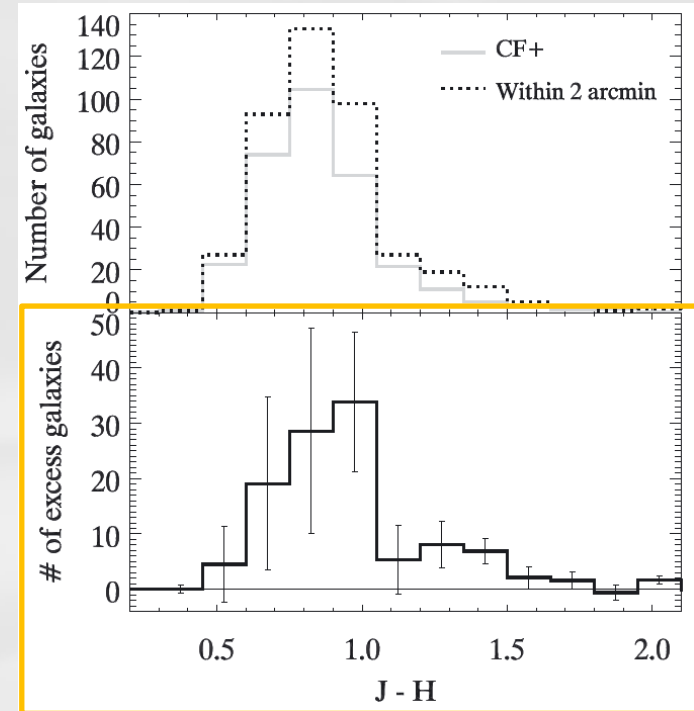 140
120
100
80
60
40
20
0
Number of galaxies
CF+
Within 2 arcmin
50
40
30
20
10
0
# of excess galaxies
0.5 1.0 1.5 2.0
J - H